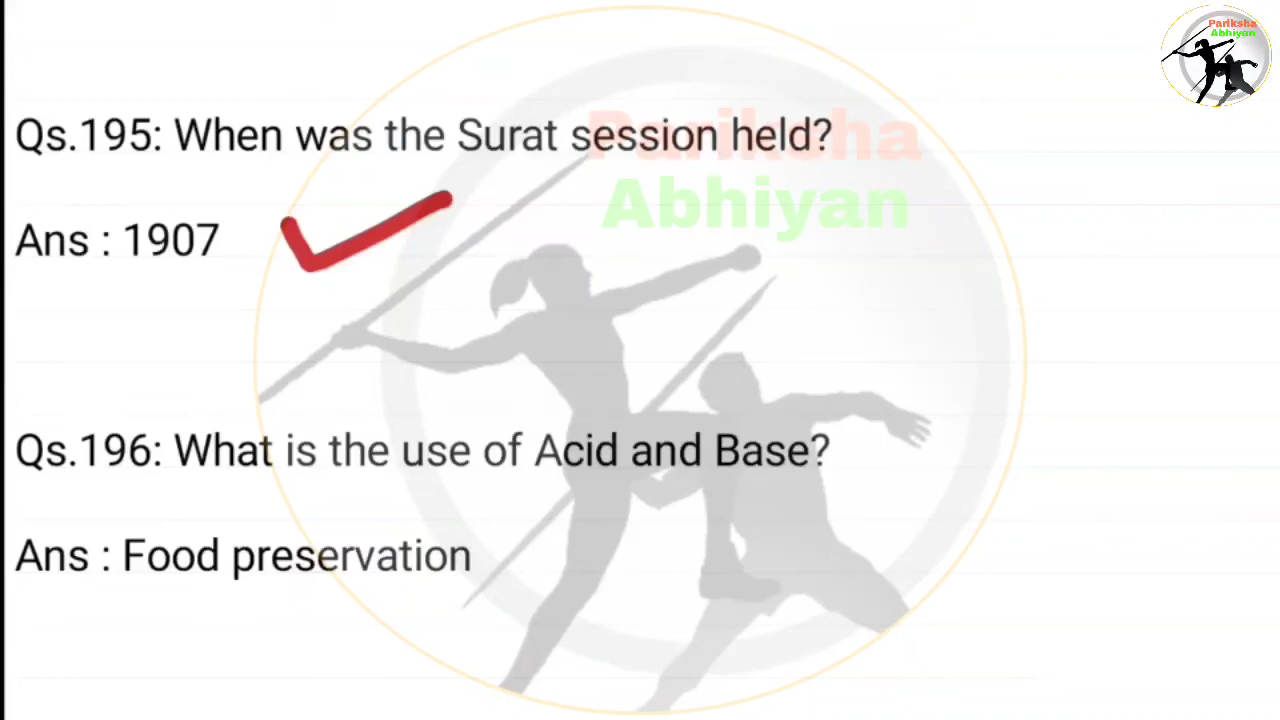 Pariksha
Abhiyan
Qs.195: When was the Surat session held?
Pariksha
Abhiyan
Ans : 1907
Qs.196: What is the use of Acid and Base?
Ans : Food preservation